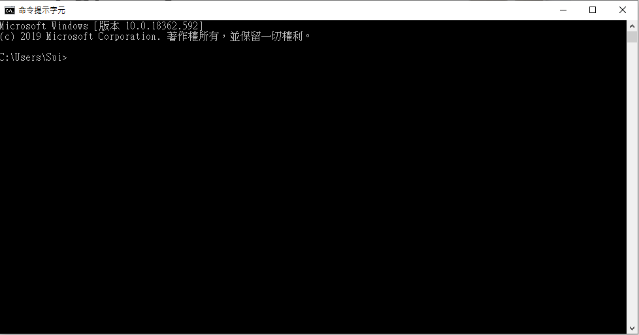 命令提示字元
Microsoft Windows [版本 10.0.18362.592]
(c) 2019 Microsoft Corporation. 著作權所有，並保留一切權利。
C:\Users\Sui>